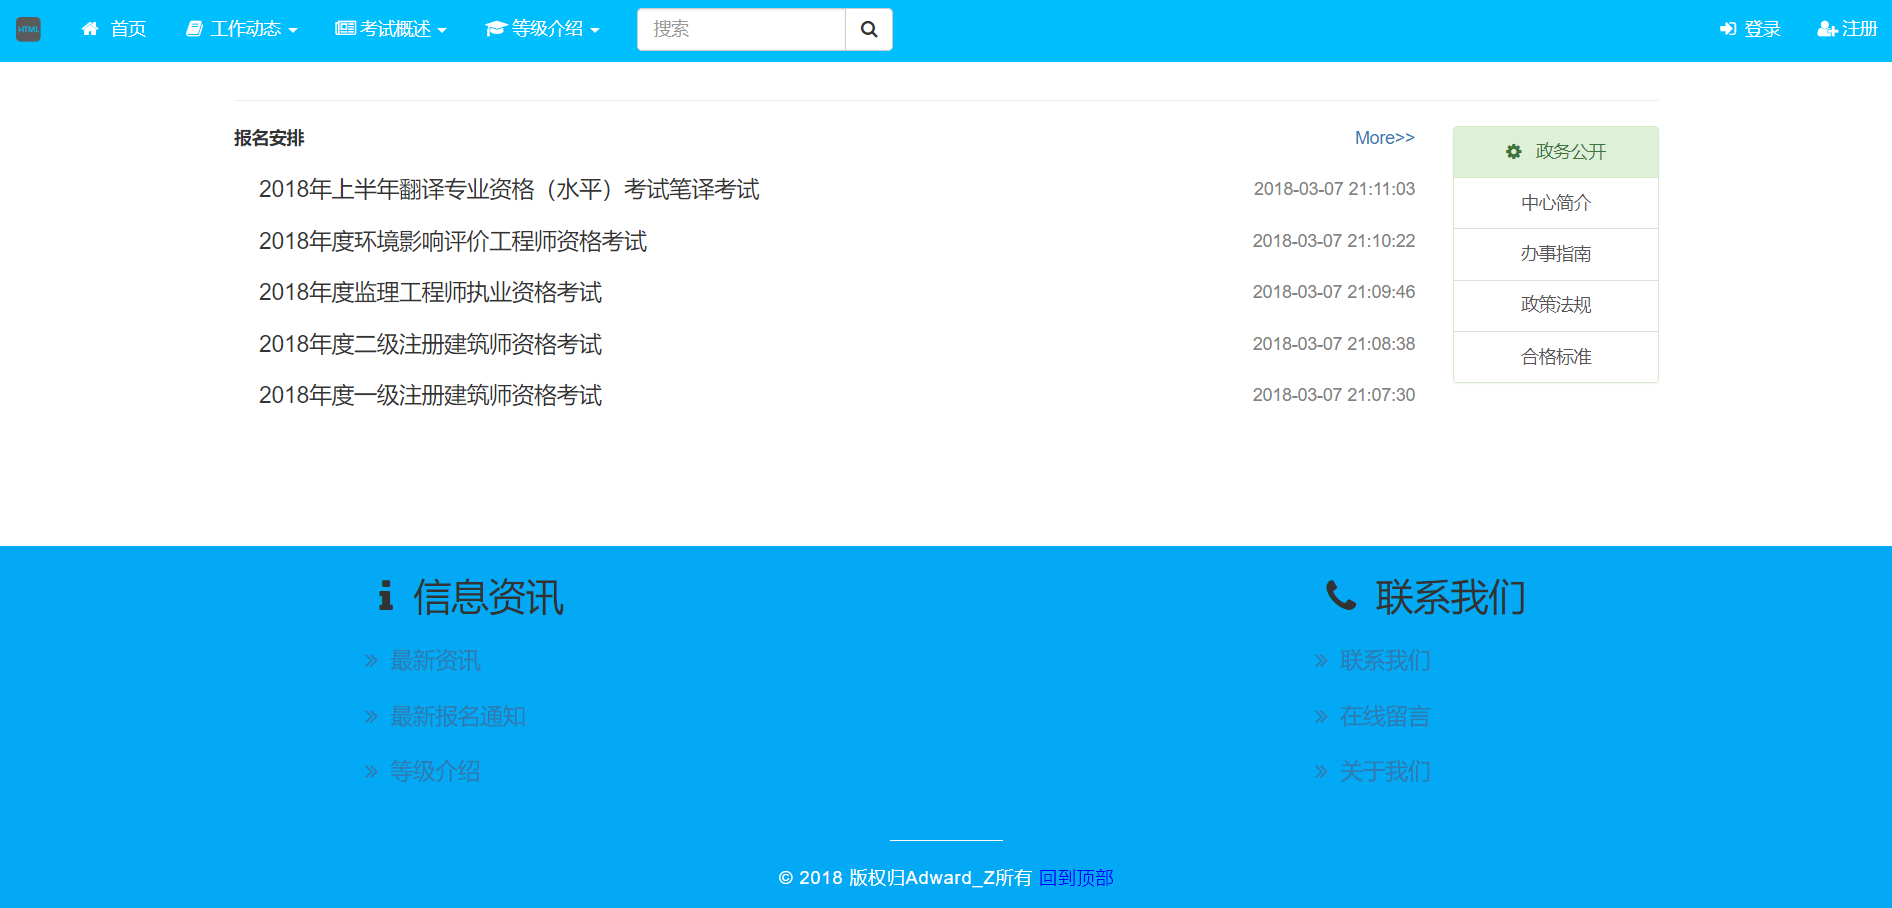 HTML 首页 工作动态 考试概述 等级介绍 搜索 登录 注册
报名安排 More>>
2018年上半年翻译专业资格（水平）考试笔译考试 2018-03-07 21:11:03
2018年度环境影响评价工程师资格考试 2018-03-07 21:10:22
2018年度监理工程师执业资格考试 2018-03-07 21:09:46
2018年度二级注册建筑师资格考试 2018-03-07 21:08:38
2018年度一级注册建筑师资格考试 2018-03-07 21:07:30
政务公开
中心简介
办事指南
政策法规
合格标准
信息资讯
» 最新资讯
» 最新报名通知
» 等级介绍
联系我们
» 联系我们
» 在线留言
» 关于我们
© 2018 版权归Adward_Z所有 回到顶部